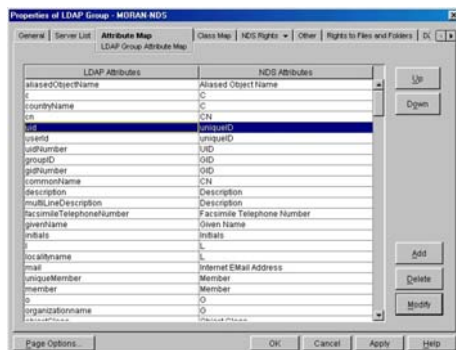 Properties of LDAP Group - MORAN-NDS
General Server List Attribute Map Class Map NDS Rights Other Rights to Files and Folders
LDAP Group Attribute Map
LDAP Attributes NDS Attributes
aliasedObjectName Aliased Object Name
c C
countryName C
cn CN
uid uniqueID
userId uniqueID
uidNumber UID
groupID GID
gidNumber GID
commonName CN
description Description
multiLineDescription Description
facsimileTelephoneNumber Facsimile Telephone Number
givenName Given Name
initials Initials
l L
localityname L
mail Internet EMail Address
uniqueMember Member
member Member
o O
organizationname O
objectClass Object Class
Up
Down
Add
Delete
Modify
Page Options... OK Cancel Apply Help